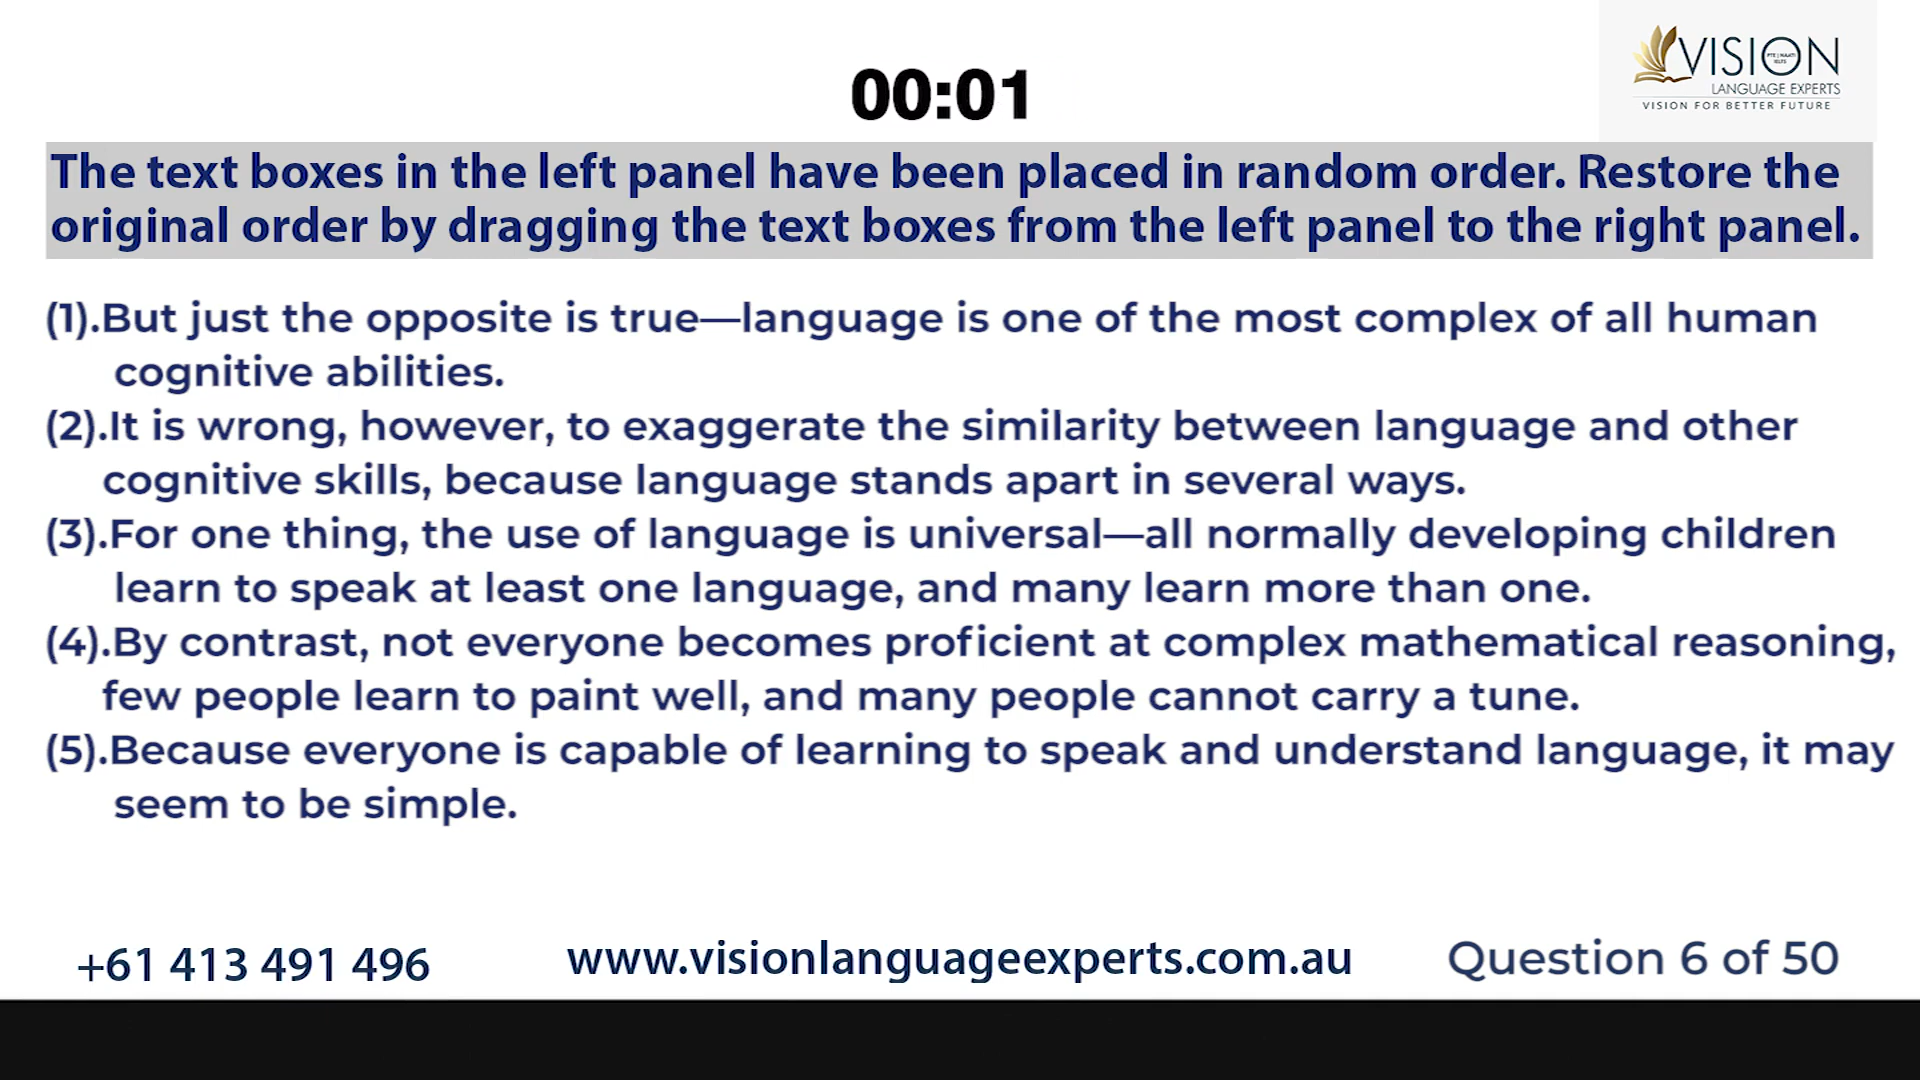 VISION
PTE | NAATI
IELTS
LANGUAGE EXPERTS
VISION FOR BETTER FUTURE
00:01
The text boxes in the left panel have been placed in random order. Restore the
original order by dragging the text boxes from the left panel to the right panel.
(1).But just the opposite is true—language is one of the most complex of all human
cognitive abilities.
(2).It is wrong, however, to exaggerate the similarity between language and other
cognitive skills, because language stands apart in several ways.
(3).For one thing, the use of language is universal—all normally developing children
learn to speak at least one language, and many learn more than one.
(4).By contrast, not everyone becomes proficient at complex mathematical reasoning,
few people learn to paint well, and many people cannot carry a tune.
(5).Because everyone is capable of learning to speak and understand language, it may
seem to be simple.
+61 413 491 496
www.visionlanguageexperts.com.au
Question 6 of 50